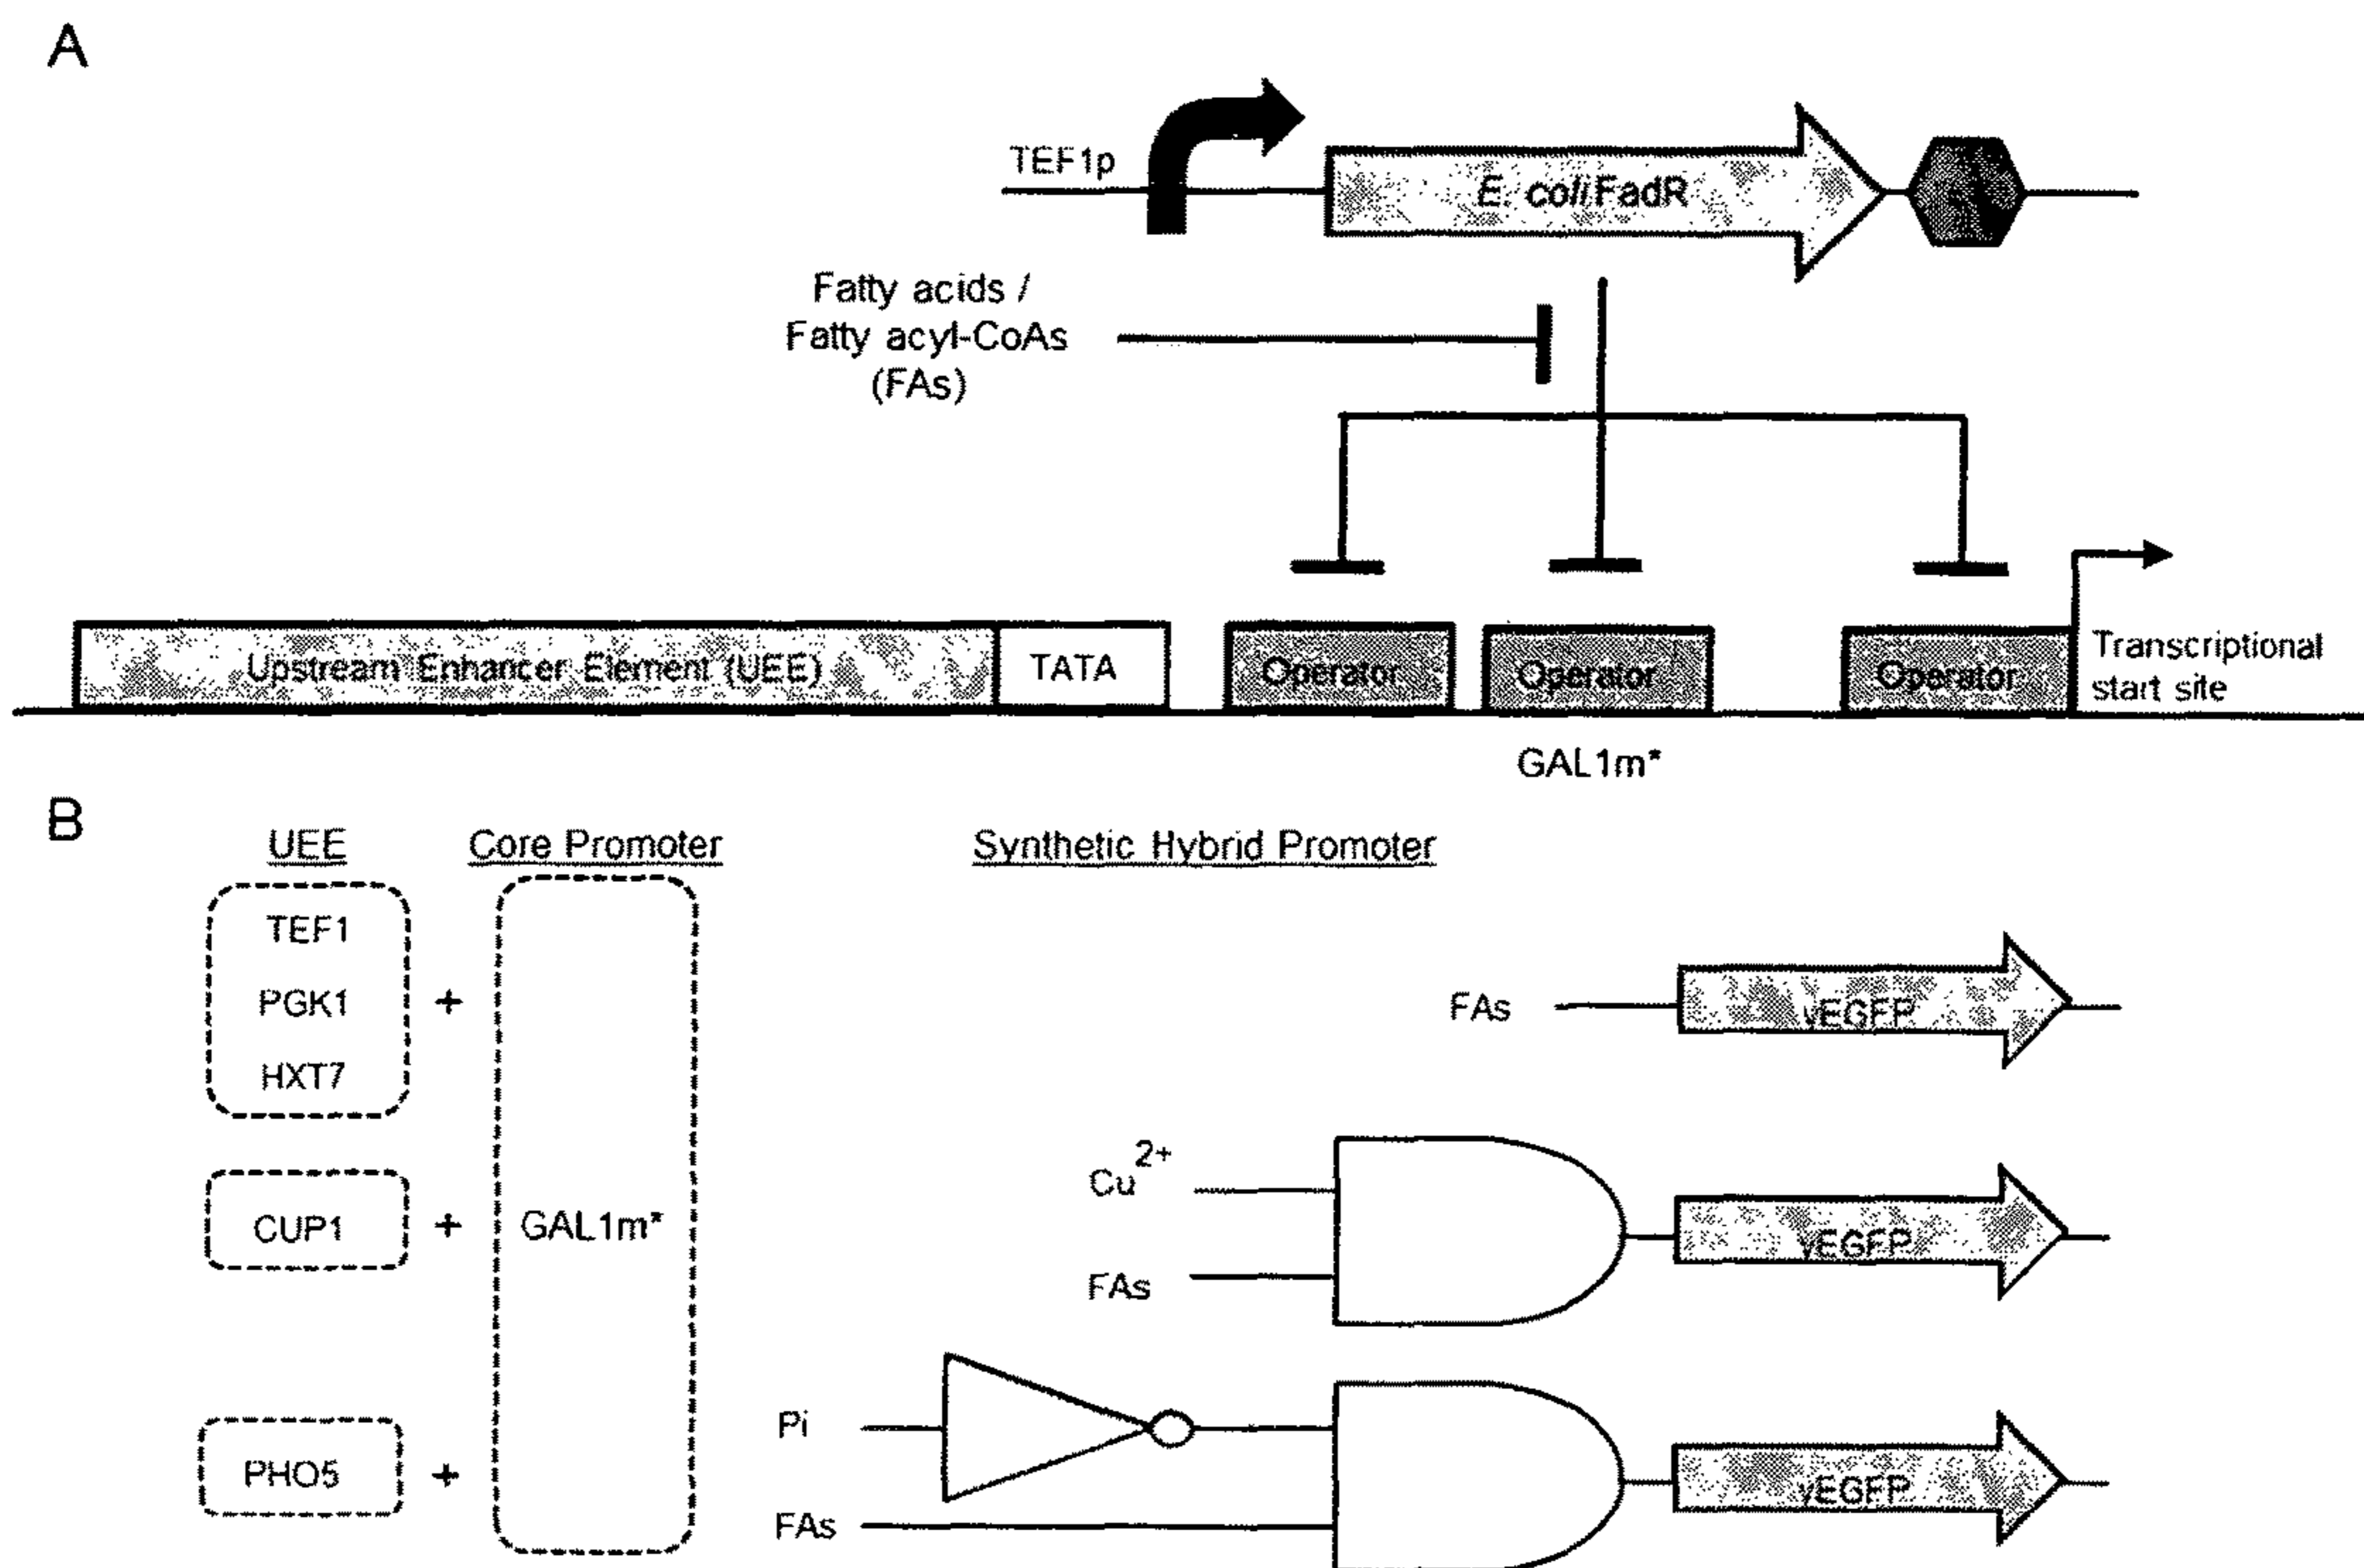 A
TEF1p
E. coli FadR
Fatty acids /
Fatty acyl-CoAs
(FAs)
Upstream Enhancer Element (UEE)
TATA
Operator
Operator
Operator
Transcriptional
start site
GAL1m*
B
UEE
Core Promoter
Synthetic Hybrid Promoter
TEF1
PGK1
+
HXT7
FAs
yEGFP
CUP1
+
GAL1m*
Cu2+
FAs
yEGFP
PHO5
+
Pi
FAs
yEGFP